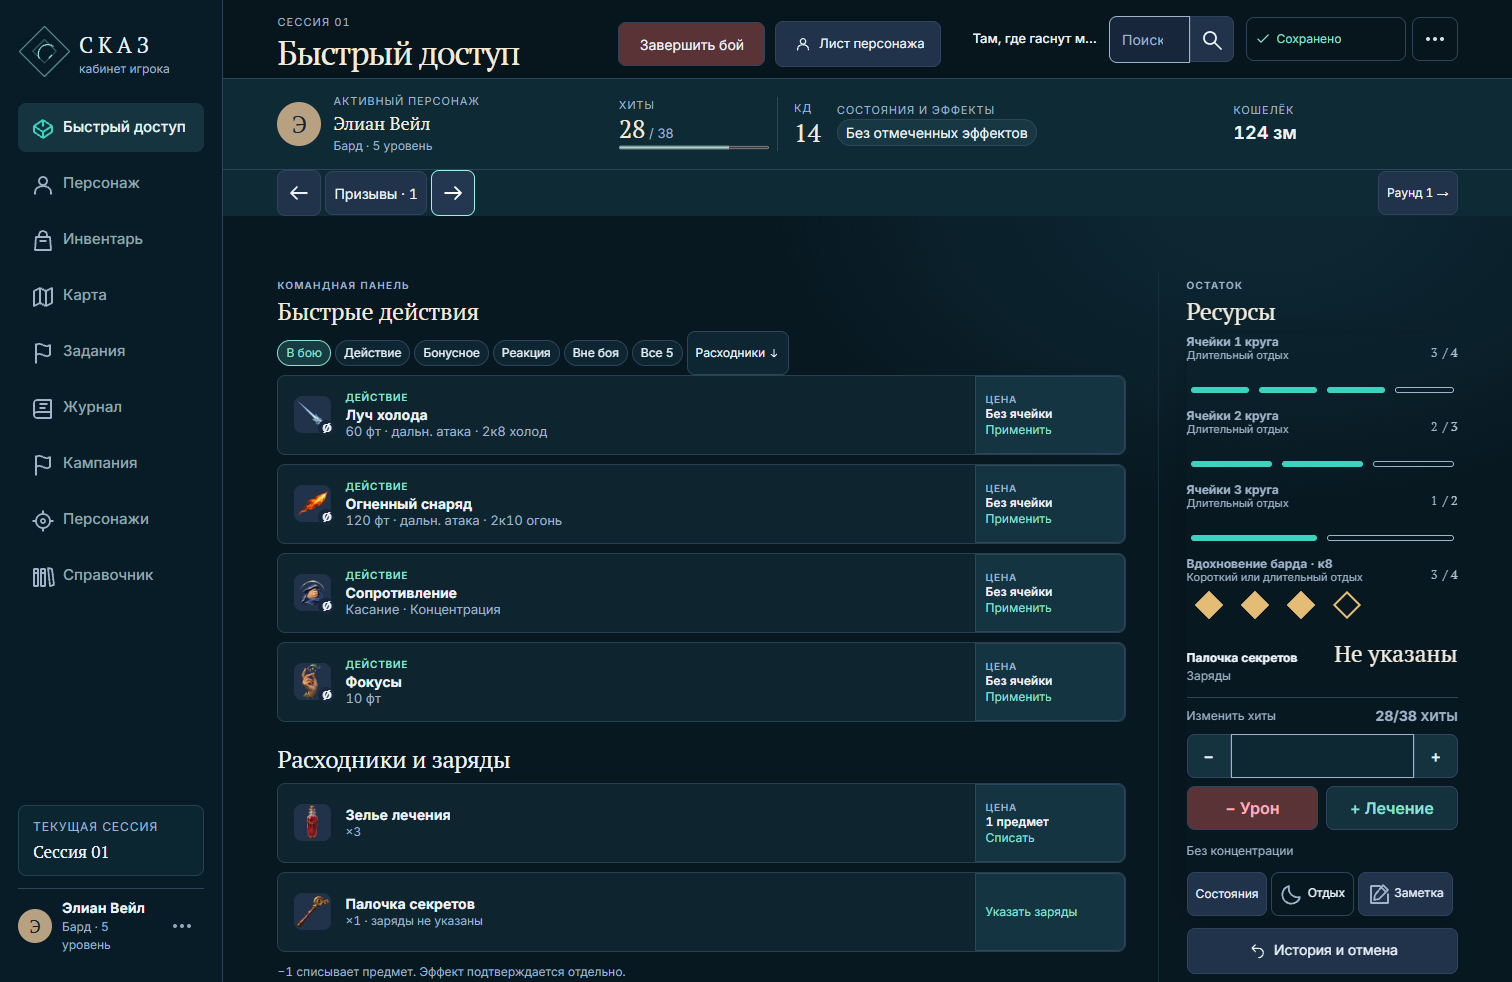 СКАЗ
кабинет игрока
Быстрый доступ
Персонаж
Инвентарь
Карта
Задания
Журнал
Кампания
Персонажи
Справочник
ТЕКУЩАЯ СЕССИЯ
Сессия 01
Э
Элиан Вейл
Бард · 5
уровень
СЕССИЯ 01
Быстрый доступ
Завершить бой
Лист персонажа
Там, где гаснут м...
Поиск
Сохранено
Э
АКТИВНЫЙ ПЕРСОНАЖ
Элиан Вейл
Бард · 5 уровень
ХИТЫ
28 / 38
КД
14
СОСТОЯНИЯ И ЭФФЕКТЫ
Без отмеченных эффектов
КОШЕЛЁК
124 зм
Призывы · 1
Раунд 1 →
КОМАНДНАЯ ПАНЕЛЬ
Быстрые действия
В бою
Действие
Бонусное
Реакция
Вне боя
Все 5
Расходники ↓
ДЕЙСТВИЕ
Луч холода
60 фт · дальн. атака · 2к8 холод
ЦЕНА
Без ячейки
Применить
ДЕЙСТВИЕ
Огненный снаряд
120 фт · дальн. атака · 2к10 огонь
ЦЕНА
Без ячейки
Применить
ДЕЙСТВИЕ
Сопротивление
Касание · Концентрация
ЦЕНА
Без ячейки
Применить
ДЕЙСТВИЕ
Фокусы
10 фт
ЦЕНА
Без ячейки
Применить
Расходники и заряды
Зелье лечения
×3
ЦЕНА
1 предмет
Списать
Палочка секретов
×1 · заряды не указаны
Указать заряды
−1 списывает предмет. Эффект подтверждается отдельно.
ОСТАТОК
Ресурсы
Ячейки 1 круга
Длительный отдых
3 / 4
Ячейки 2 круга
Длительный отдых
2 / 3
Ячейки 3 круга
Длительный отдых
1 / 2
Вдохновение барда · к8
Короткий или длительный отдых
3 / 4
Палочка секретов
Заряды
Не указаны
Изменить хиты
28/38 хиты
−
+
− Урон
+ Лечение
Без концентрации
Состояния
Отдых
Заметка
История и отмена